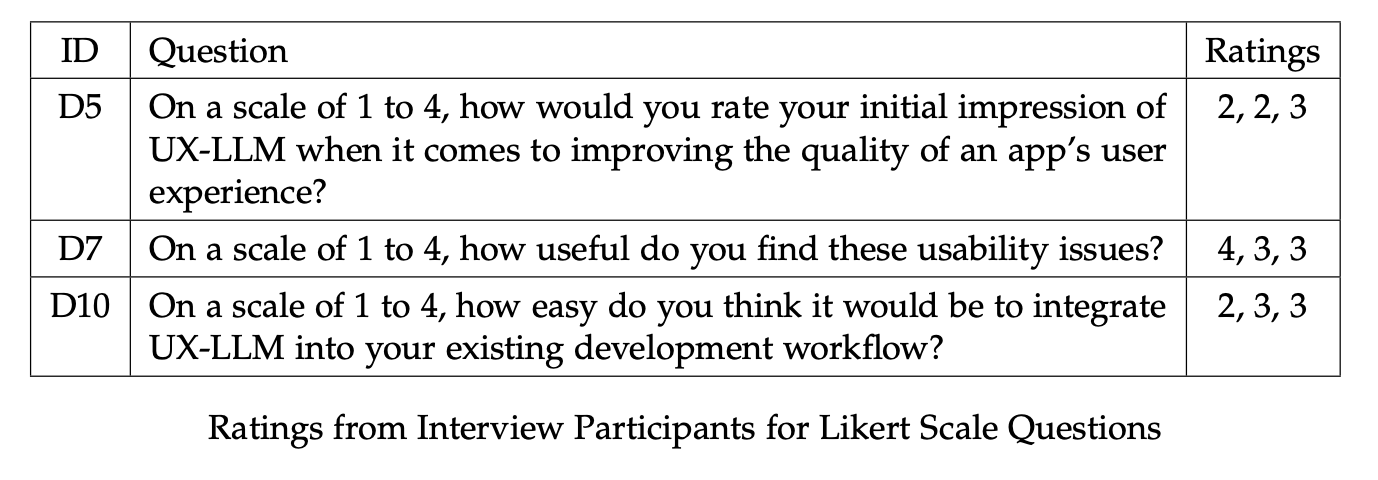 ID Question Ratings
D5 On a scale of 1 to 4, how would you rate your initial impression of 2, 2, 3
UX-LLM when it comes to improving the quality of an app's user
experience?
D7 On a scale of 1 to 4, how useful do you find these usability issues? 4, 3, 3
D10 On a scale of 1 to 4, how easy do you think it would be to integrate 2, 3, 3
UX-LLM into your existing development workflow?
Ratings from Interview Participants for Likert Scale Questions